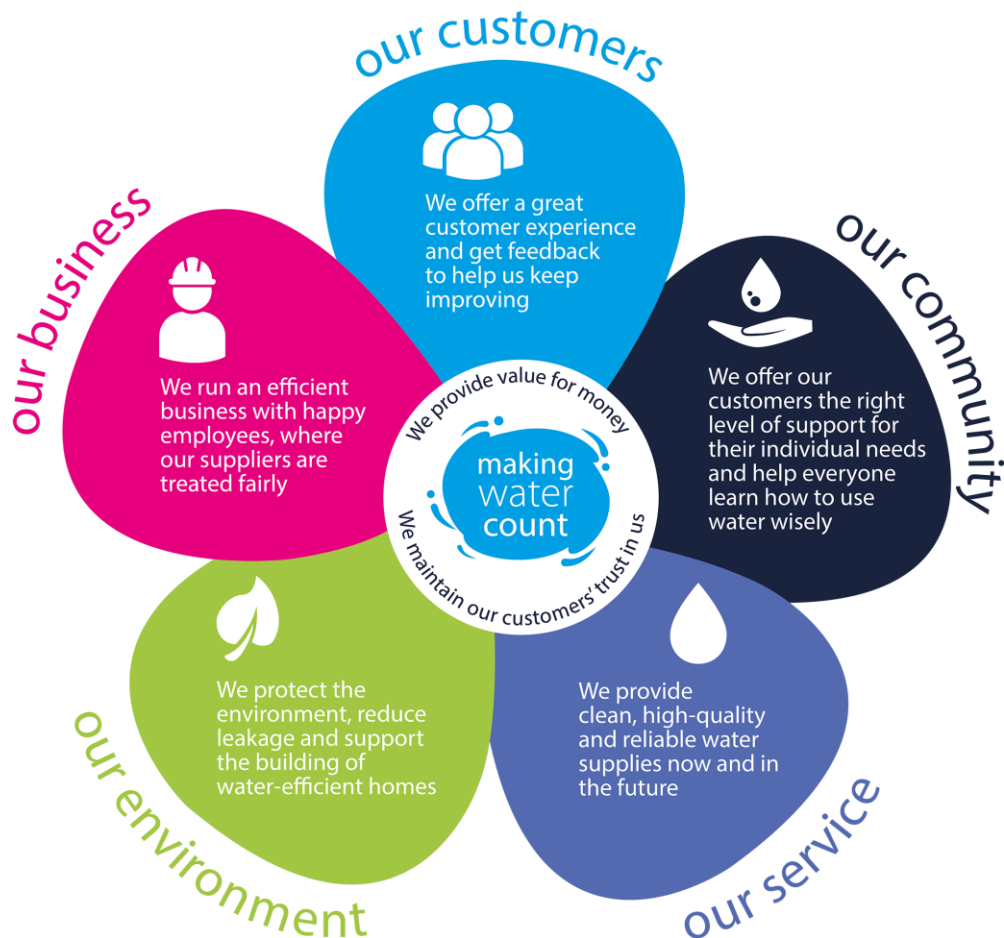 our customers
We offer a great
customer experience
and get feedback
to help us keep
improving
our community
We offer our
customers the right
level of support for
their individual needs
and help everyone
learn how to use
water wisely
our service
We provide
clean, high-quality
and reliable water
supplies now and in
the future
our environment
We protect the
environment, reduce
leakage and support
the building of
water-efficient homes
our business
We run an efficient
business with happy
employees, where
our suppliers are
treated fairly
We provide value for money
making
water
count
We maintain our customers' trust in us